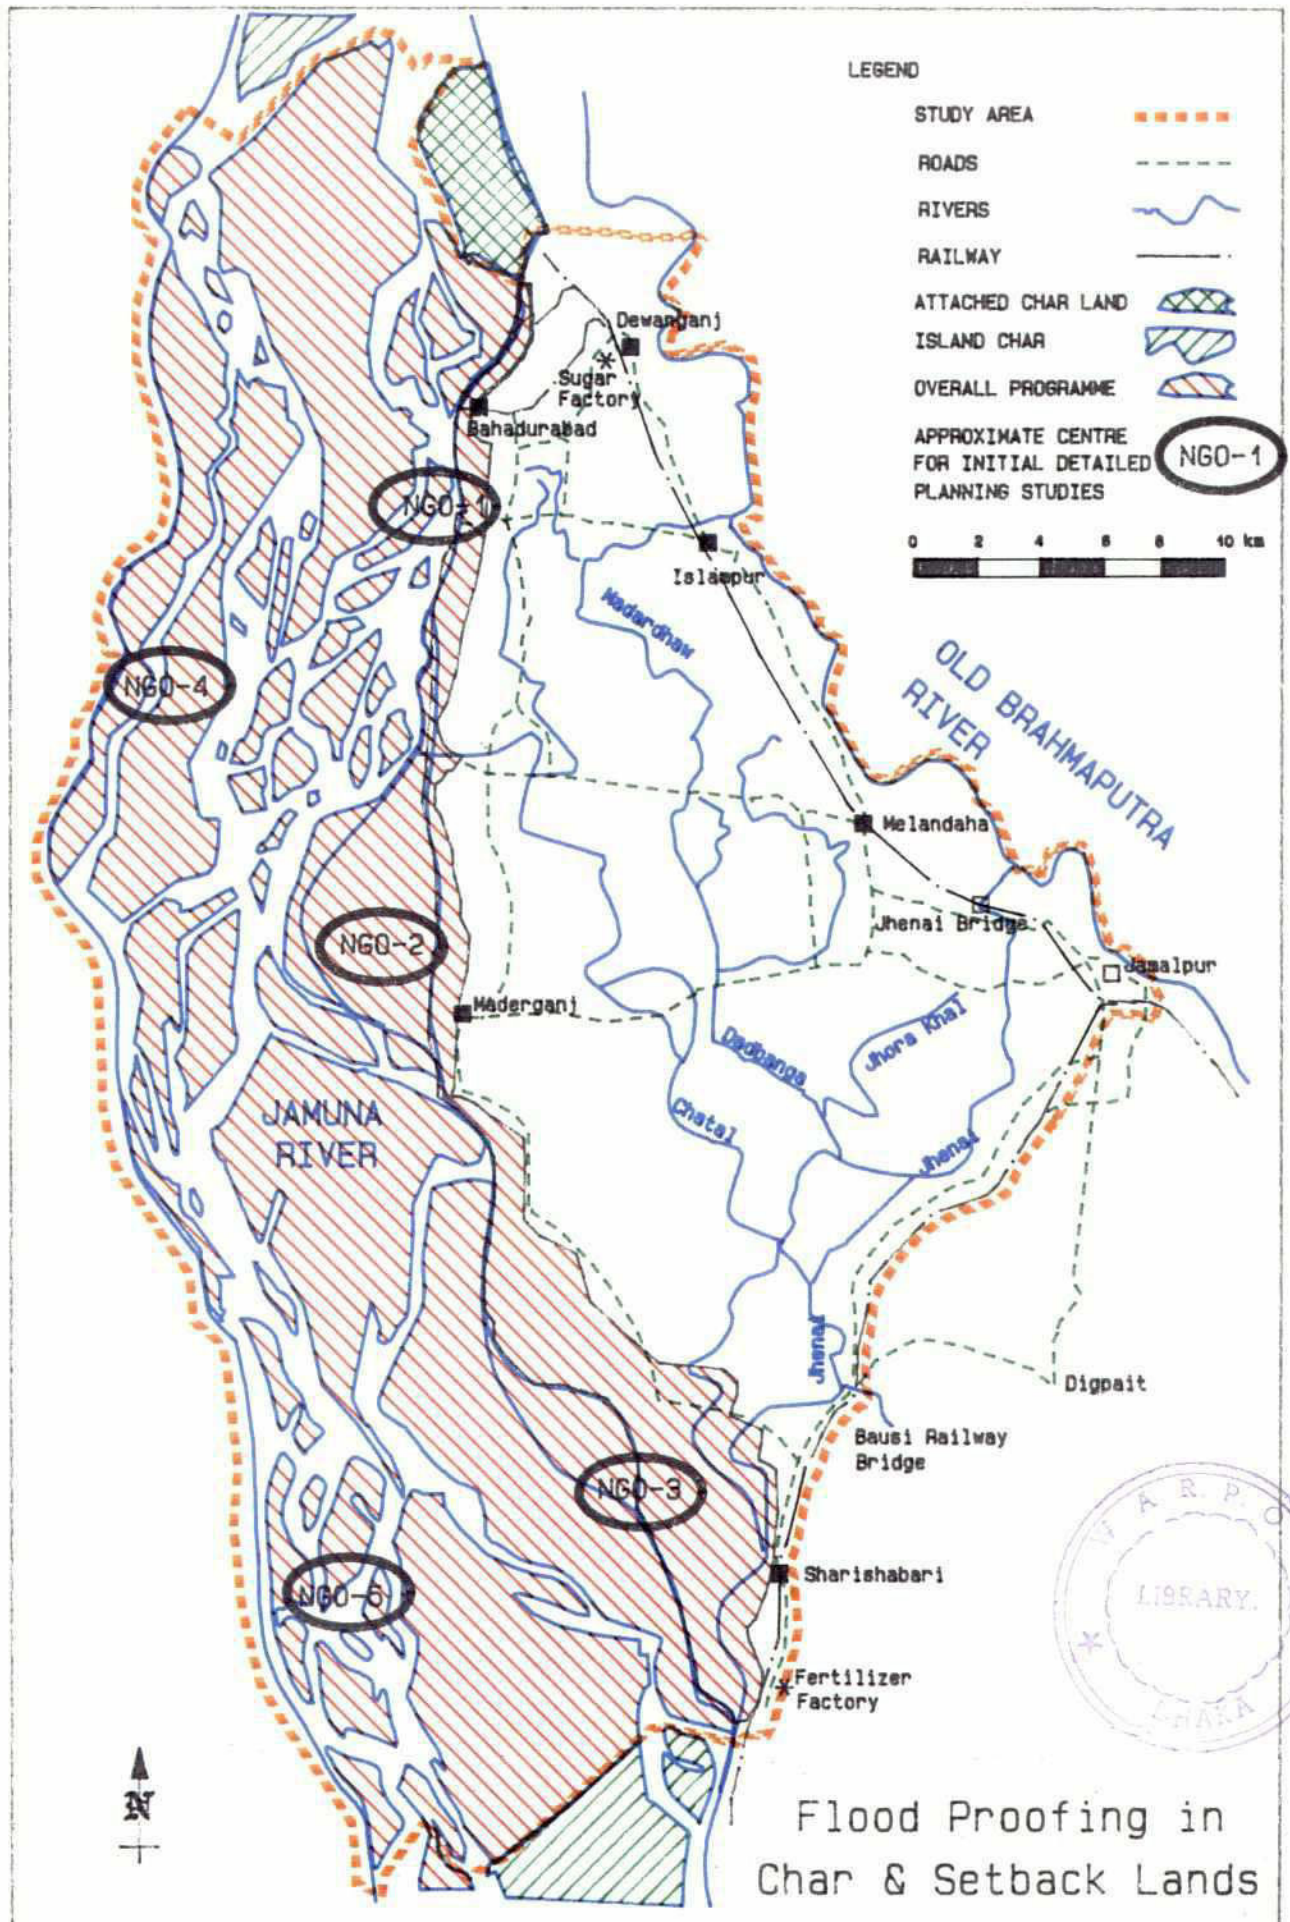 LEGEND
STUDY AREA
ROADS
RIVERS
RAILWAY
ATTACHED CHAR LAND
ISLAND CHAR
OVERALL PROGRAMME
APPROXIMATE CENTRE
FOR INITIAL DETAILED
PLANNING STUDIES
NGO-1
0 2 4 6 8 10 km
Dewanganj
Sugar
Factory
Bahadurabad
NGO-1
Islampur
Madardhaw
NGO-4
OLD BRAHMAPUTRA
RIVER
Melandaha
Jhenai Bridge
NGO-2
Jamalpur
Maderganj
Jhora Khal
Dadbanga
Chatal
JAMUNA
RIVER
Jhenai
Jhenai
Digpait
Bausi Railway
Bridge
NGO-3
Sharishabari
NGO-5
Fertilizer
Factory
W A R P O
LIBRARY.
DHAKA
N
Flood Proofing in
Char & Setback Lands